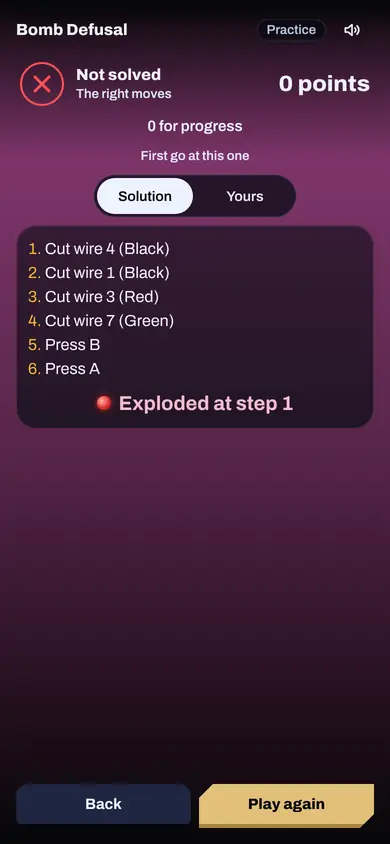 Bomb Defusal
Practice
Not solved
The right moves
0 points
0 for progress
First go at this one
Solution
Yours
1. Cut wire 4 (Black)
2. Cut wire 1 (Black)
3. Cut wire 3 (Red)
4. Cut wire 7 (Green)
5. Press B
6. Press A
Exploded at step 1
Back
Play again